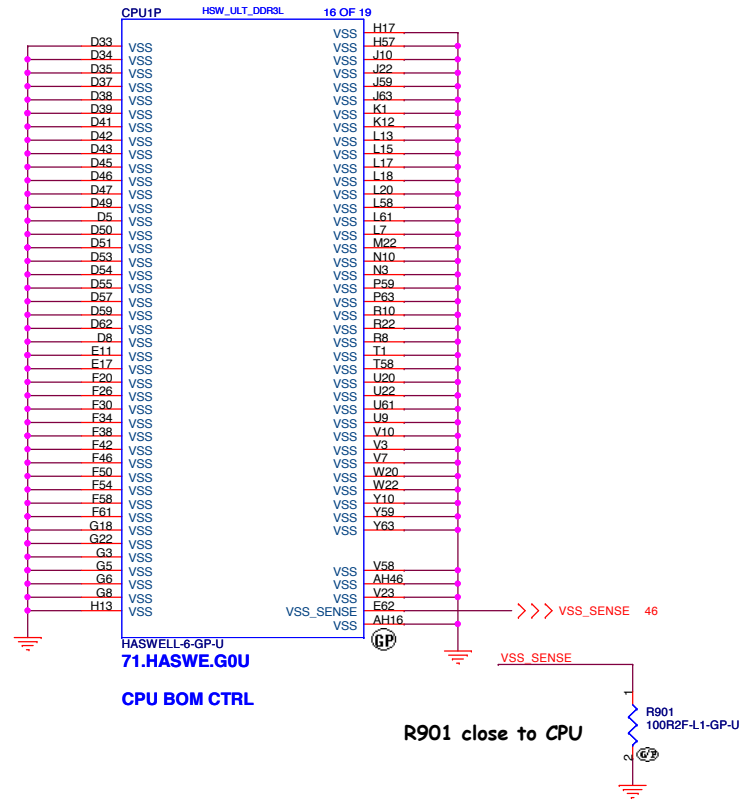 CPU1P HSW_ULT_DDR3L 16 OF 19
VSS H17
D33 VSS VSS H57
D34 VSS VSS J10
D35 VSS VSS J22
D37 VSS VSS J59
D38 VSS VSS J63
D39 VSS VSS K1
D41 VSS VSS K12
D42 VSS VSS L13
D43 VSS VSS L15
D45 VSS VSS L17
D46 VSS VSS L18
D47 VSS VSS L20
D49 VSS VSS L58
D5 VSS VSS L61
D50 VSS VSS L7
D51 VSS VSS M22
D53 VSS VSS N10
D54 VSS VSS N3
D55 VSS VSS P59
D57 VSS VSS P63
D59 VSS VSS R10
D62 VSS VSS R22
D8 VSS VSS R8
E11 VSS VSS T1
E17 VSS VSS T58
F20 VSS VSS U20
F26 VSS VSS U22
F30 VSS VSS U61
F34 VSS VSS U9
F38 VSS VSS V10
F42 VSS VSS V3
F46 VSS VSS V7
F50 VSS VSS W20
F54 VSS VSS W22
F58 VSS VSS Y10
F61 VSS VSS Y59
G18 VSS VSS Y63
G22 VSS
G3 VSS
G5 VSS VSS V58
G6 VSS VSS AH46
G8 VSS VSS V23
H13 VSS VSS_SENSE E62 VSS_SENSE 46
VSS AH16
HASWELL-6-GP-U GP
71.HASWE.G0U
VSS_SENSE
CPU BOM CTRL
1
R901
100R2F-L1-GP-U
R901 close to CPU
2 G/P